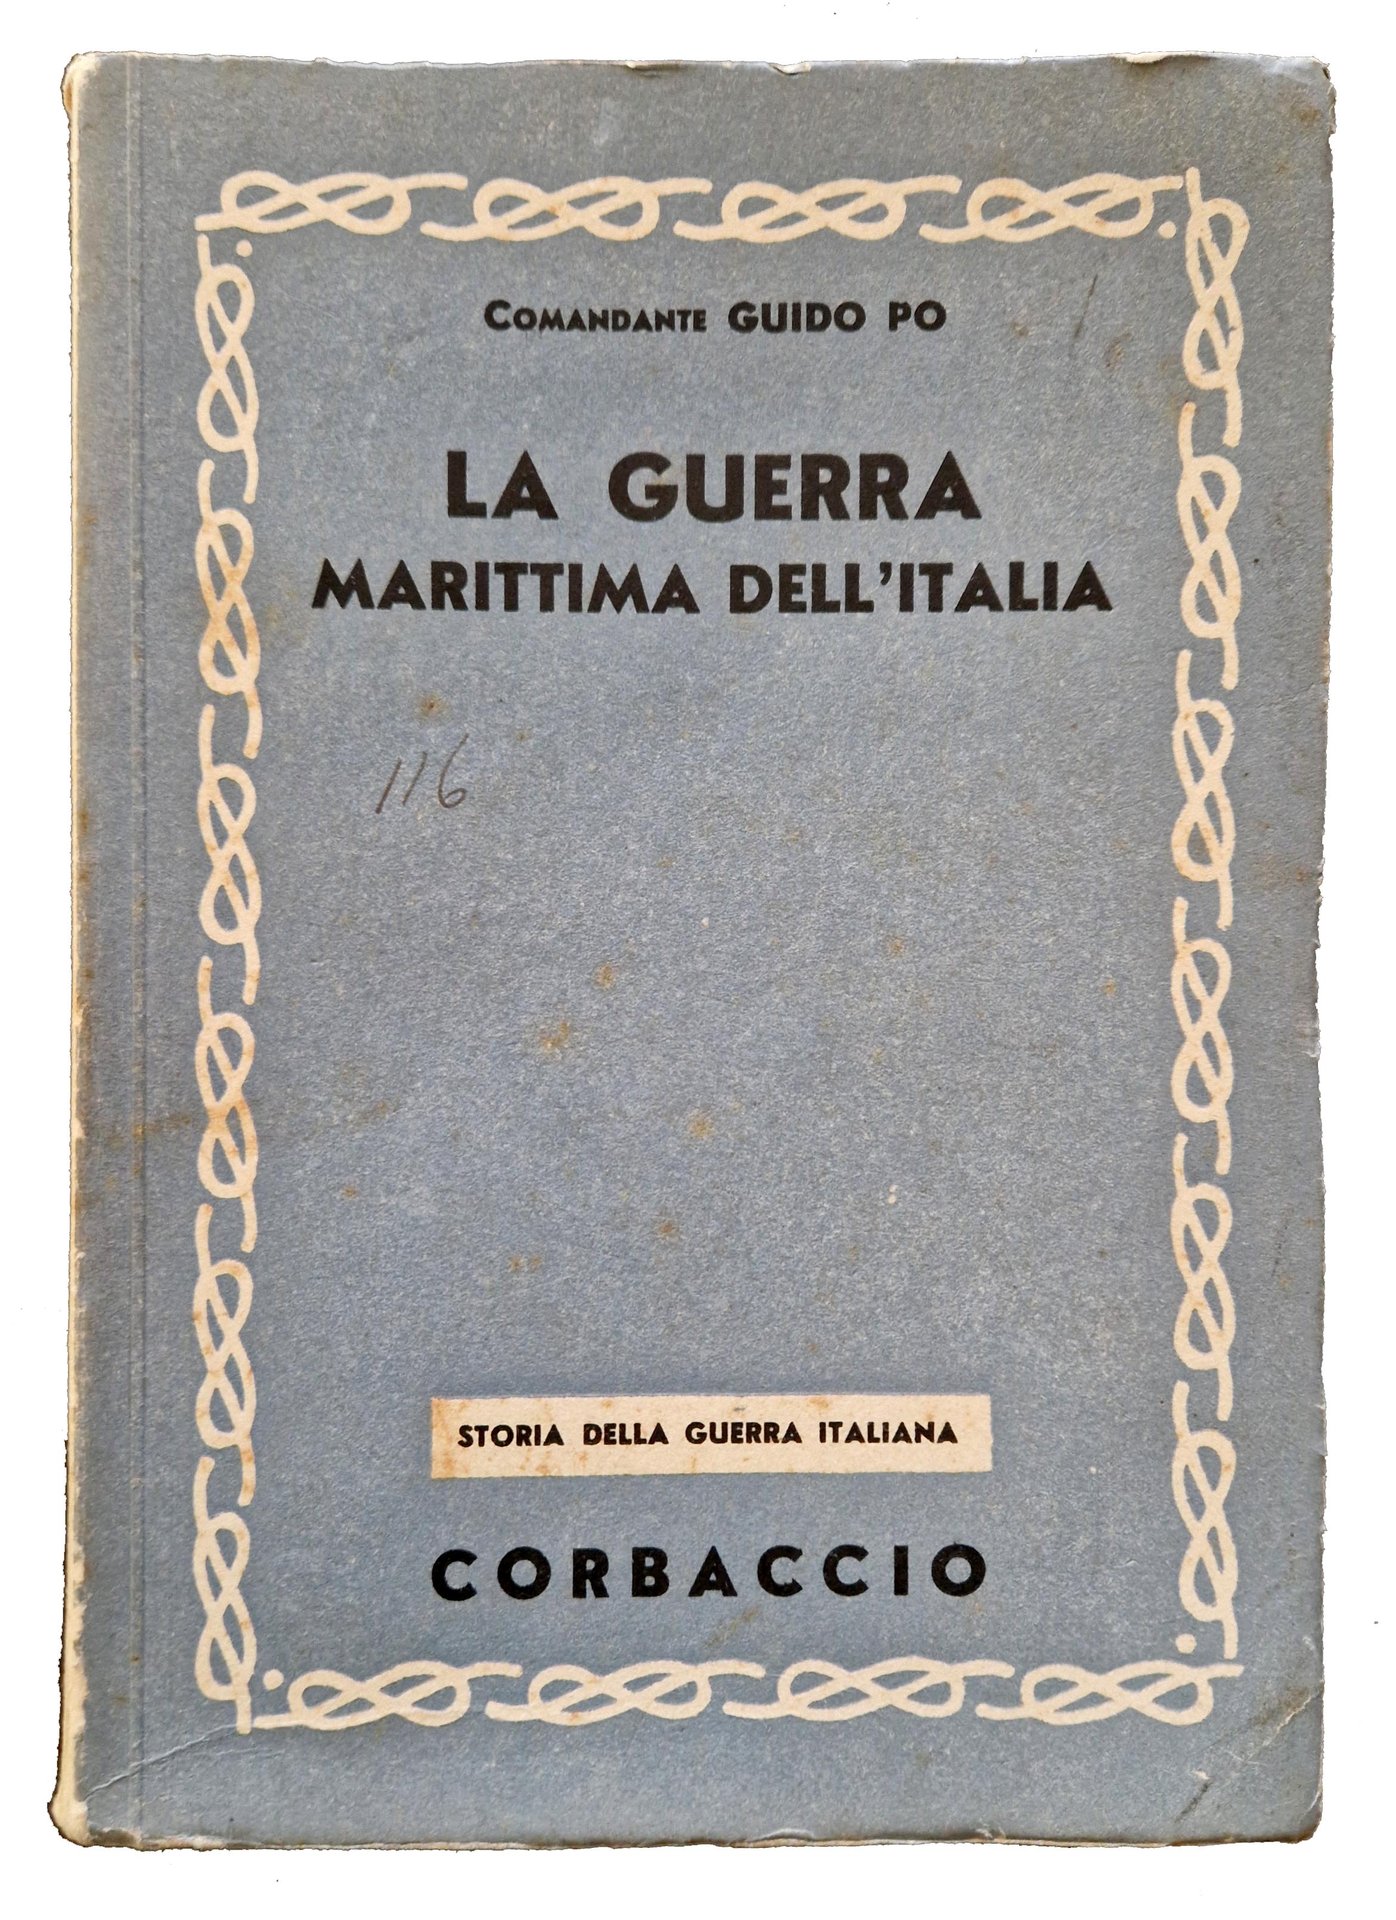 COMANDANTE GUIDO PO
LA GUERRA
MARITTIMA DELL'ITALIA
116
STORIA DELLA GUERRA ITALIANA
CORBACCIO